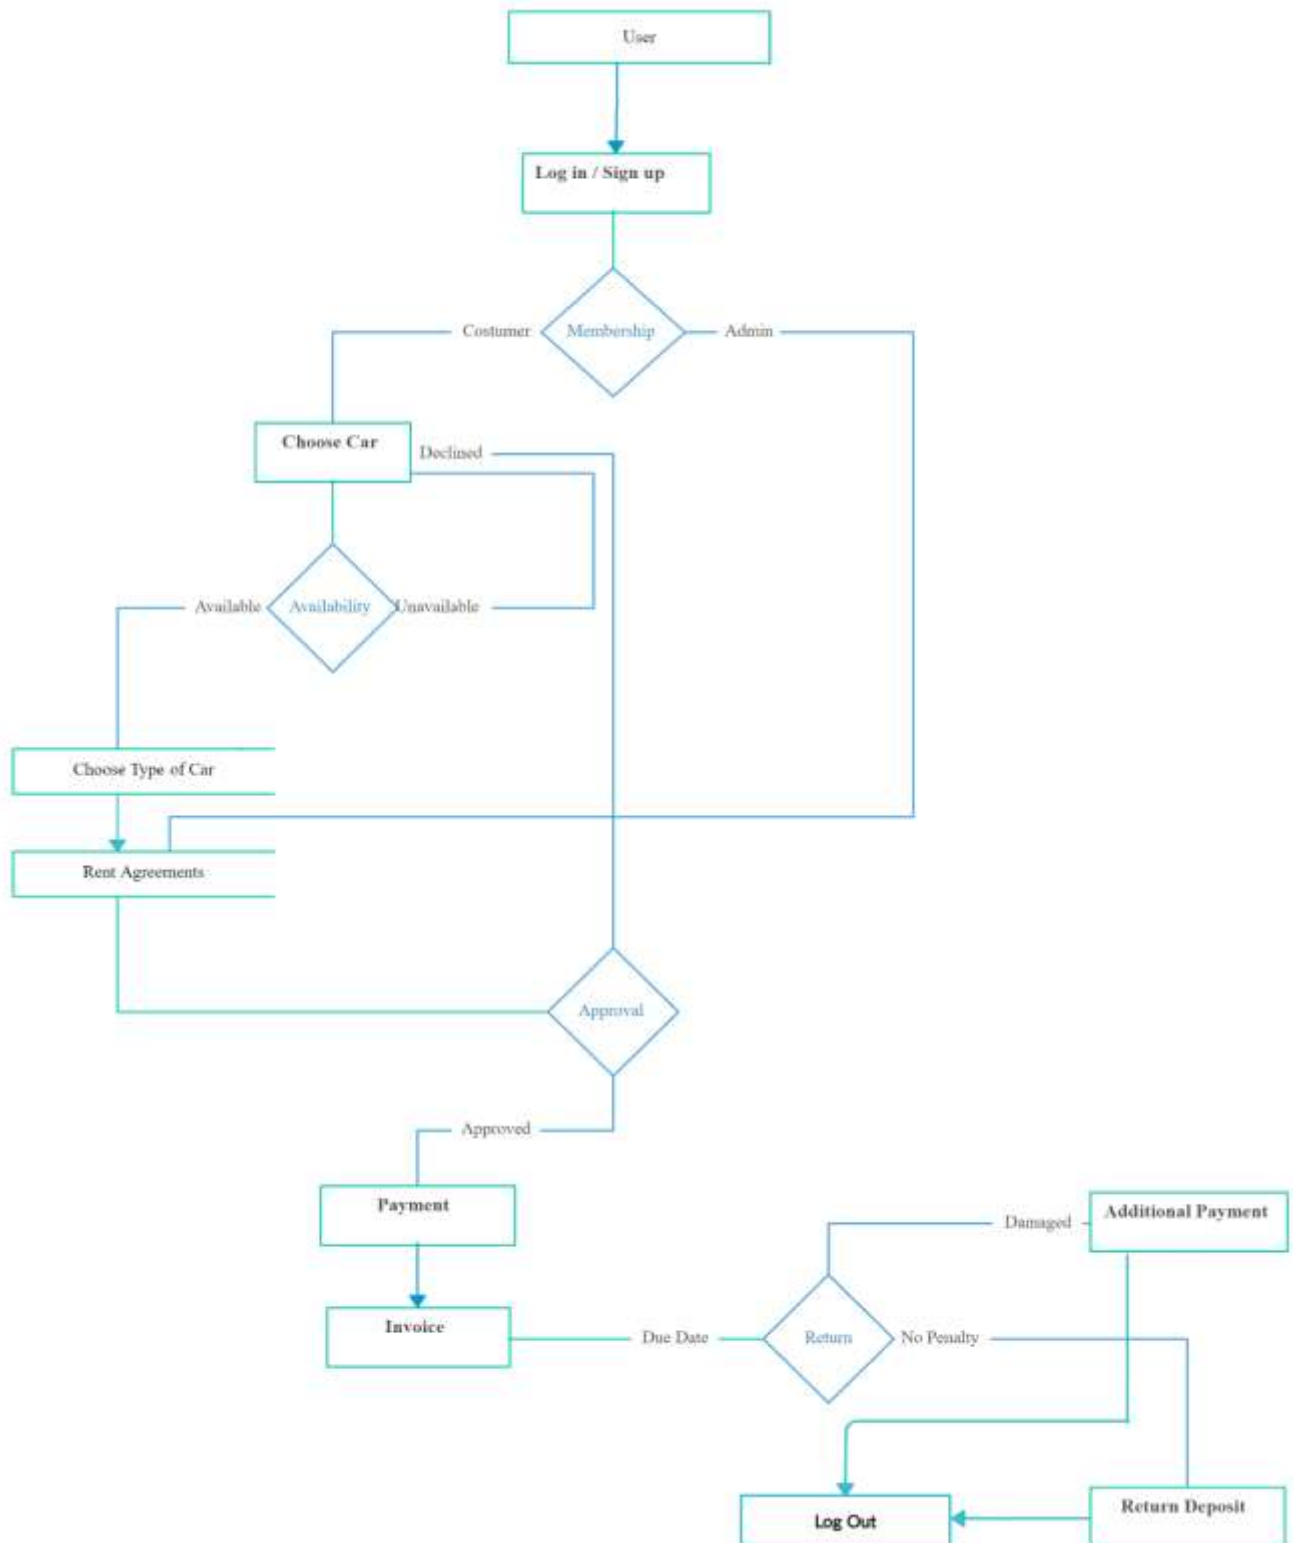 User
Log in / Sign up
Costumer
Membership
Admin
Choose Car
Declined
Available
Availability
Unavailable
Choose Type of Car
Rent Agreements
Approval
Approved
Payment
Additional Payment
Damaged
Invoice
Due Date
Return
No Penalty
Return Deposit
Log Out